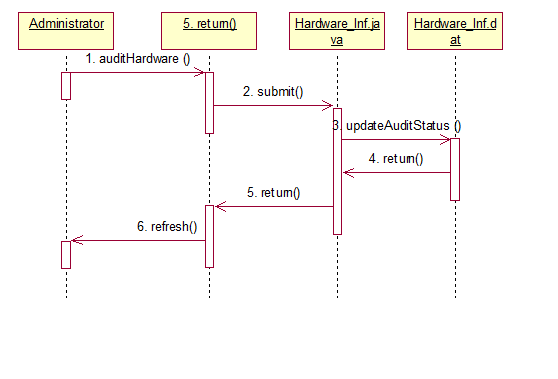 Administrator
5. return()
Hardware_Inf.ja
va
Hardware_Inf.d
at
1. auditHardware ()
2. submit()
3. updateAuditStatus ()
4. return()
5. return()
6. refresh()